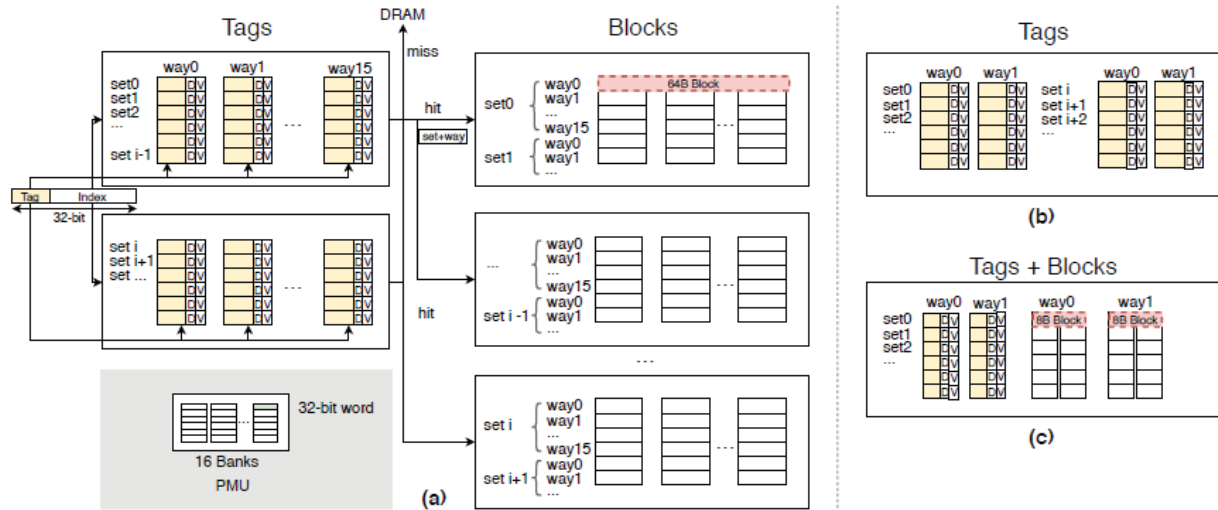 Tags
way0 way1 way15
set0
set1
set2
...
set i-1
D V D V D V
D V D V D V
D V D V D V
D V D V D V
D V D V D V
D V D V D V
...
Tag Index
32-bit
set i
set i+1
set ...
D V D V D V
D V D V D V
D V D V D V
D V D V D V
D V D V D V
D V D V D V
...
DRAM
miss
hit
set+way
hit
Blocks
set0
way0
way1
...
way15
64B Block
set1
way0
way1
...
...
...
way0
way1
...
way15
set i -1
way0
way1
...
...
...
set i
way0
way1
...
way15
set i+1
way0
way1
...
...
32-bit word
...
16 Banks
PMU
(a)
Tags
way0 way1 way0 way1
set0
set1
set2
...
set i
set i+1
set i+2
...
D V D V D V D V
D V D V D V D V
D V D V D V D V
D V D V D V D V
D V D V D V D V
D V D V D V D V
(b)
Tags + Blocks
way0 way1 way0 way1
set0
set1
set2
...
D V D V 8B Block 8B Block
D V D V
D V D V
D V D V
D V D V
D V D V
(c)